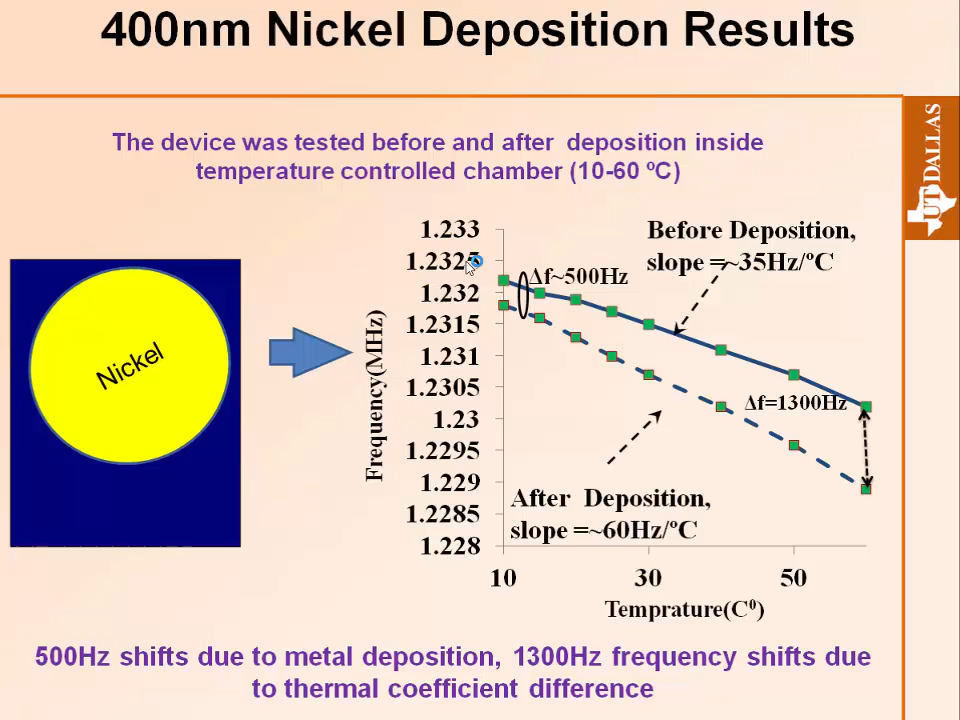 400nm Nickel Deposition Results
UT DALLAS
The device was tested before and after deposition inside
temperature controlled chamber (10-60 ºC)
Nickel
Frequency(MHz)
1.233
1.2325
1.232
1.2315
1.231
1.2305
1.23
1.2295
1.229
1.2285
1.228
Before Deposition,
slope =~35Hz/ºC
Δf~500Hz
Δf=1300Hz
After Deposition,
slope =~60Hz/ºC
10 30 50
Temprature(C⁰)
500Hz shifts due to metal deposition, 1300Hz frequency shifts due
to thermal coefficient difference